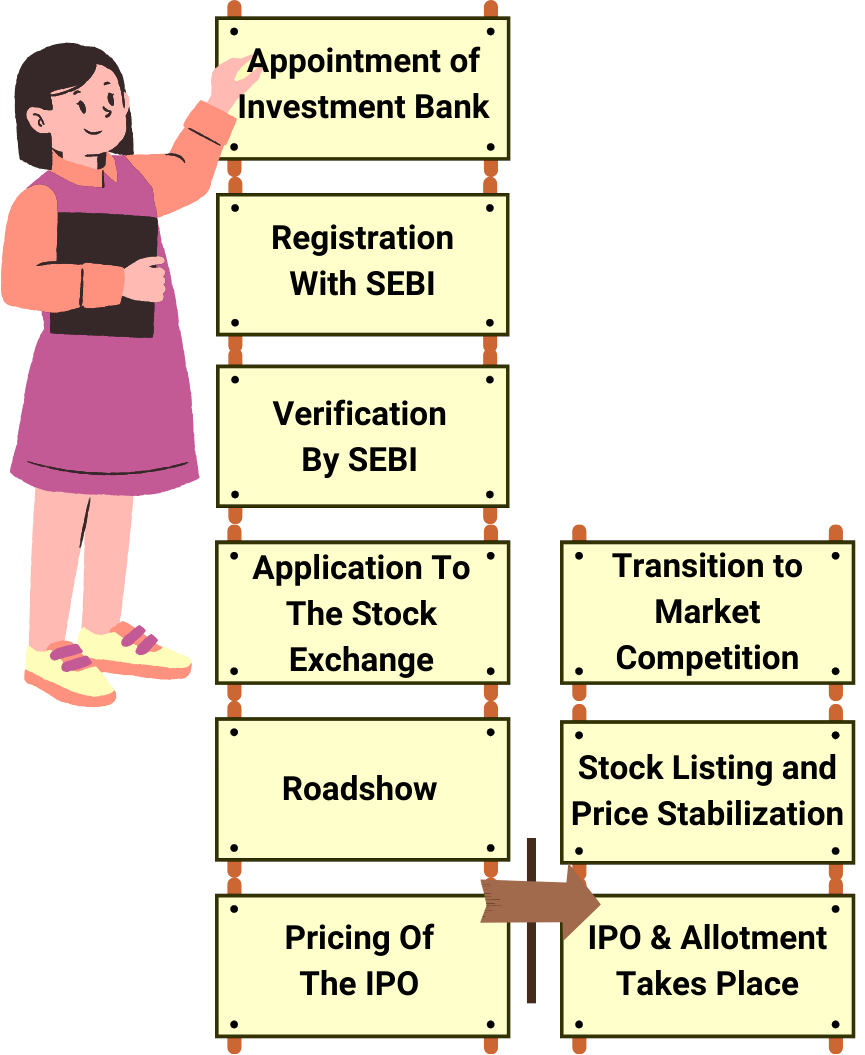 Appointment of
Investment Bank
Registration
With SEBI
Verification
By SEBI
Application To
The Stock
Exchange
Roadshow
Pricing Of
The IPO
IPO & Allotment
Takes Place
Stock Listing and
Price Stabilization
Transition to
Market
Competition